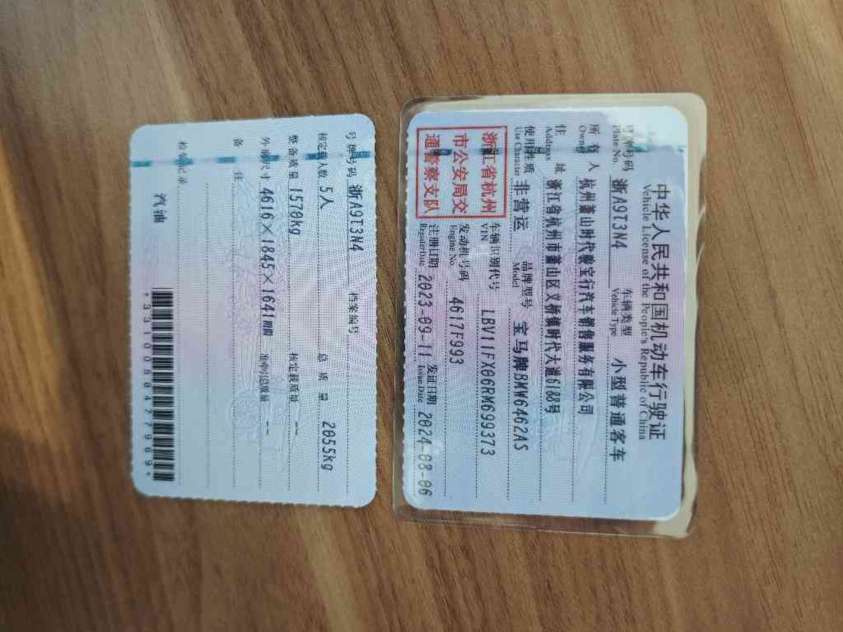 中华人民共和国机动车行驶证
Vehicle License of the People's Republic of China
号牌号码 浙A9T3N4 车辆类型 小型普通客车
Plate No. Vehicle Type
所有人 杭州萧山时代骏宝行汽车销售服务有限公司
Owner
住址 浙江省杭州市萧山区义桥镇时代大道6188号
Address
使用性质 非营运 品牌型号 宝马牌BMW6462AS
Use Character Model
浙江省杭州
市公安局交
通警察支队
车辆识别代号 LBV11FX06RM699373
VIN
发动机号码 4617F993
Engine No.
注册日期 2023-09-11 发证日期 2024-08-06
Register Date Issue Date
号牌号码 浙A9T3N4 档案编号
核定载人数 5人 总质量 2055kg
整备质量 1570kg 核定载质量 --
外廓尺寸 4616×1845×1641mm 准牵引总质量 --
备注
检验记录
汽油